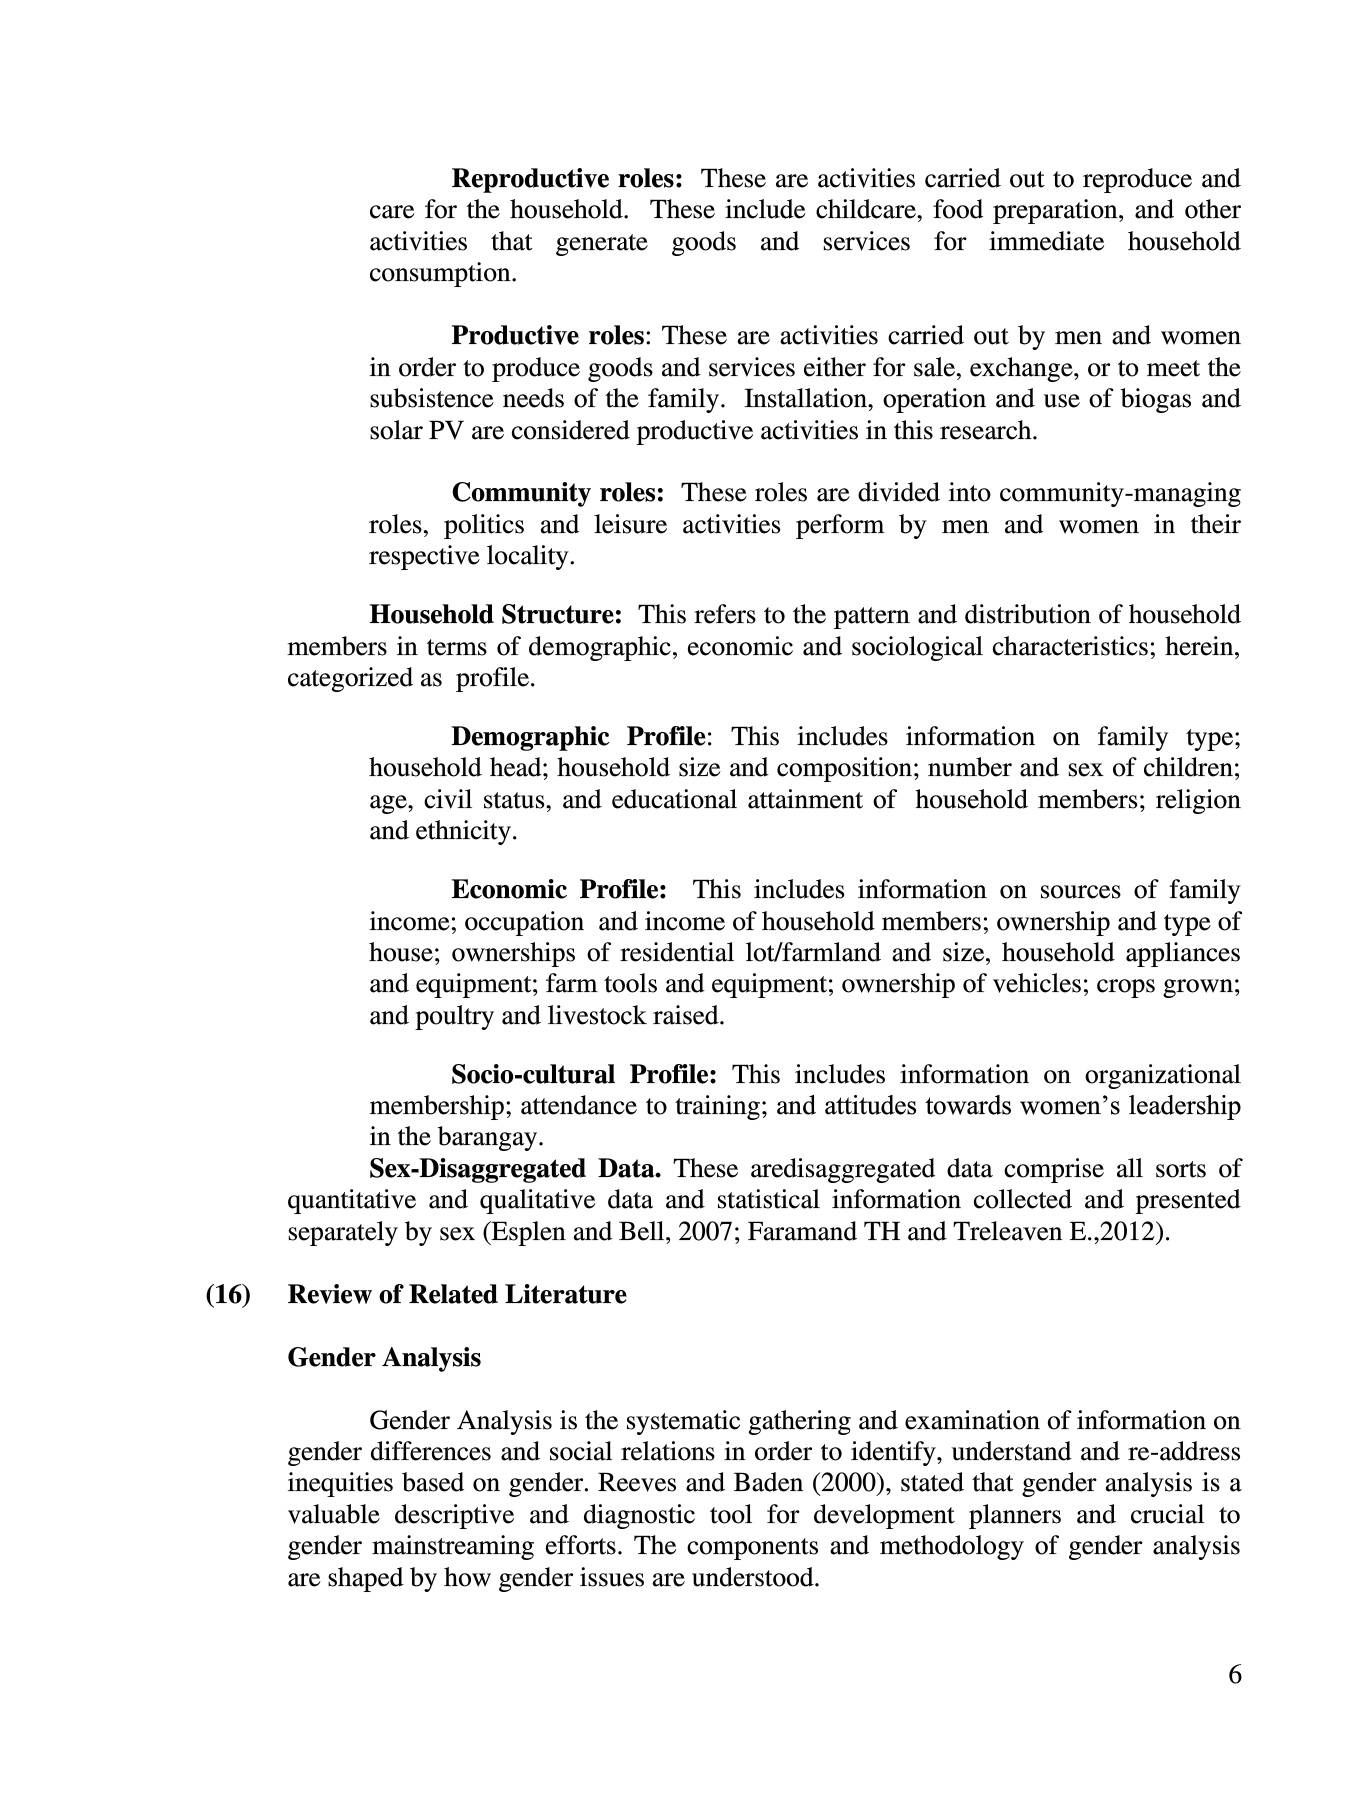 Reproductive roles:  These are activities carried out to reproduce and
care for the household.  These include childcare, food preparation, and other
activities that generate goods and services for immediate household
consumption.
Productive roles: These are activities carried out by men and women
in order to produce goods and services either for sale, exchange, or to meet the
subsistence needs of the family.  Installation, operation and use of biogas and
solar PV are considered productive activities in this research.
Community roles:  These roles are divided into community-managing
roles, politics and leisure activities perform by men and women in their
respective locality.
Household Structure:  This refers to the pattern and distribution of household
members in terms of demographic, economic and sociological characteristics; herein,
categorized as  profile.
Demographic Profile: This includes information on family type;
household head; household size and composition; number and sex of children;
age, civil status, and educational attainment of  household members; religion
and ethnicity.
Economic Profile:  This includes information on sources of family
income; occupation  and income of household members; ownership and type of
house; ownerships of residential lot/farmland and size, household appliances
and equipment; farm tools and equipment; ownership of vehicles; crops grown;
and poultry and livestock raised.
Socio-cultural Profile: This includes information on organizational
membership; attendance to training; and attitudes towards women’s leadership
in the barangay.
Sex-Disaggregated Data. These aredisaggregated data comprise all sorts of
quantitative and qualitative data and statistical information collected and presented
separately by sex (Esplen and Bell, 2007; Faramand TH and Treleaven E.,2012).
(16) Review of Related Literature
Gender Analysis
Gender Analysis is the systematic gathering and examination of information on
gender differences and social relations in order to identify, understand and re-address
inequities based on gender. Reeves and Baden (2000), stated that gender analysis is a
valuable descriptive and diagnostic tool for development planners and crucial to
gender mainstreaming efforts. The components and methodology of gender analysis
are shaped by how gender issues are understood.
6